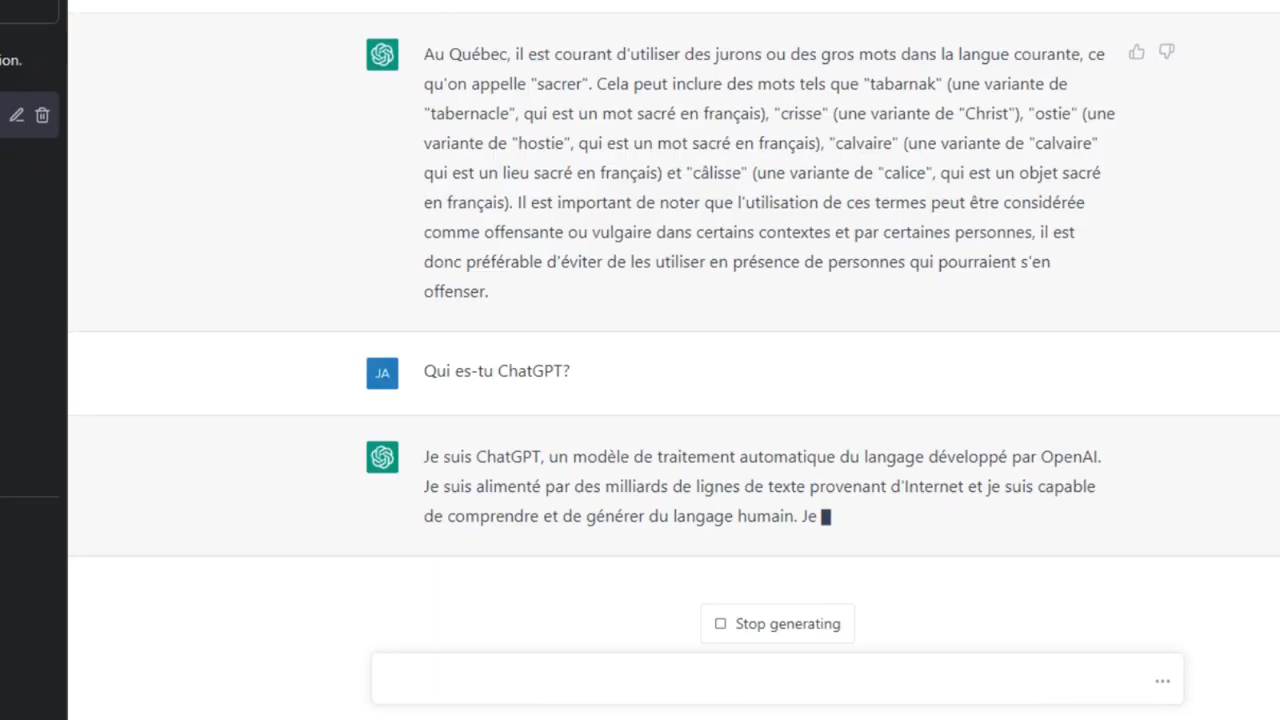 ion.
Au Québec, il est courant d'utiliser des jurons ou des gros mots dans la langue courante, ce
qu'on appelle "sacrer". Cela peut inclure des mots tels que "tabarnak" (une variante de
"tabernacle", qui est un mot sacré en français), "crisse" (une variante de "Christ"), "ostie" (une
variante de "hostie", qui est un mot sacré en français), "calvaire" (une variante de "calvaire"
qui est un lieu sacré en français) et "câlisse" (une variante de "calice", qui est un objet sacré
en français). Il est important de noter que l'utilisation de ces termes peut être considérée
comme offensante ou vulgaire dans certains contextes et par certaines personnes, il est
donc préférable d'éviter de les utiliser en présence de personnes qui pourraient s'en
offenser.
JA
Qui es-tu ChatGPT?
Je suis ChatGPT, un modèle de traitement automatique du langage développé par OpenAI.
Je suis alimenté par des milliards de lignes de texte provenant d'Internet et je suis capable
de comprendre et de générer du langage humain. Je
Stop generating